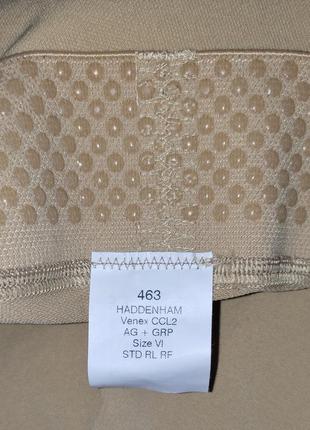 463
HADDENHAM
Venex CCL2
AG + GRP
Size VI
STD RL RF